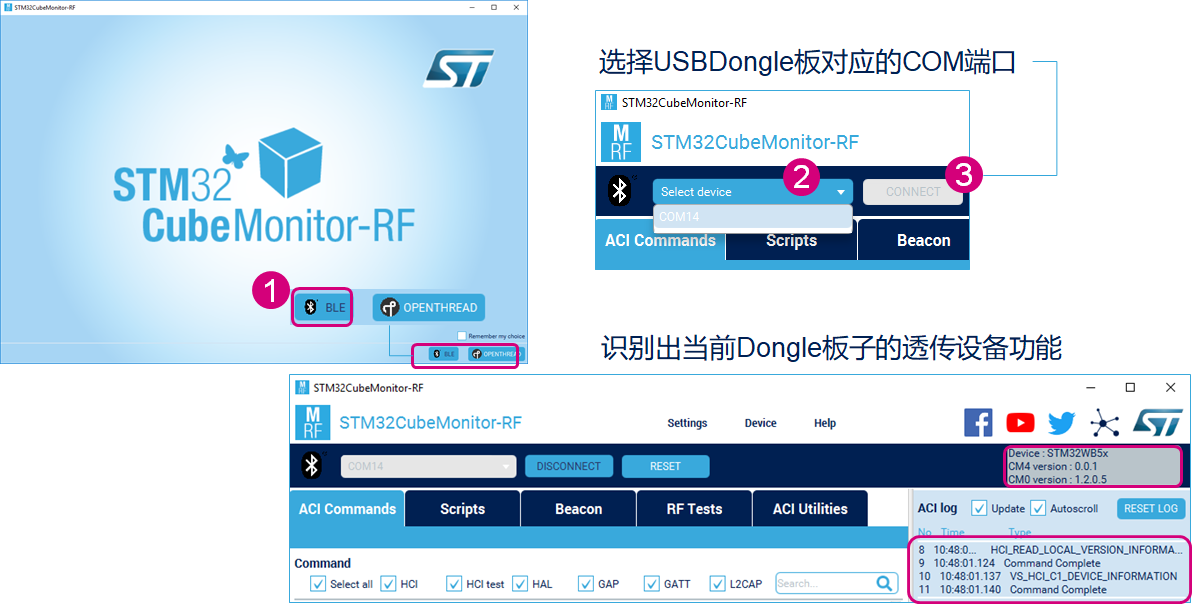 STM32CubeMonitor-RF
ST
STM32
CubeMonitor-RF
1
BLE
OPENTHREAD
Remember my choice
BLE
OPENTHREAD
选择USBDongle板对应的COM端口
MRF STM32CubeMonitor-RF
M
RF
STM32CubeMonitor-RF
2
3
Select device
CONNECT
COM14
ACI Commands Scripts Beacon
识别出当前Dongle板子的透传设备功能
MRF STM32CubeMonitor-RF
M
RF
STM32CubeMonitor-RF
Settings Device Help
ST
COM14 DISCONNECT RESET
Device : STM32WB5x
CM4 version : 0.0.1
CM0 version : 1.2.0.5
ACI Commands Scripts Beacon RF Tests ACI Utilities
ACI log Update Autoscroll RESET LOG
No. Time Type
8 10:48:0... HCI_READ_LOCAL_VERSION_INFORMA...
9 10:48:01.124 Command Complete
10 10:48:01.137 VS_HCI_C1_DEVICE_INFORMATION
11 10:48:01.140 Command Complete
Command
Select all HCI HCI test HAL GAP GATT L2CAP Search...